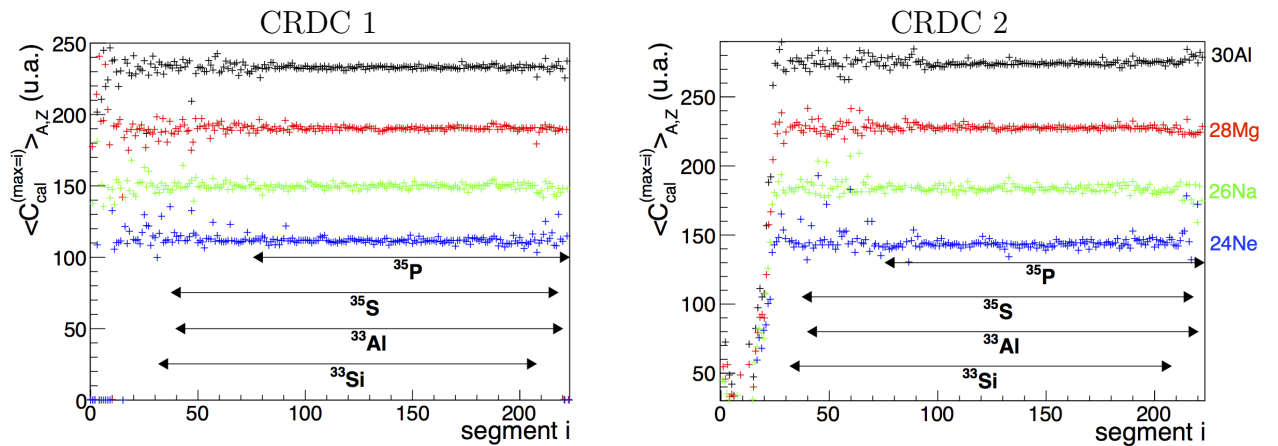 CRDC 1
<C_cal^(max=i)>_A,Z (u.a.)
250
200
150
100
50
0
³⁵P
³⁵S
³³Al
³³Si
0 50 100 150 200
segment i
CRDC 2
<C_cal^(max=i)>_A,Z (u.a.)
250
200
150
100
50
30Al
28Mg
26Na
24Ne
³⁵P
³⁵S
³³Al
³³Si
0 50 100 150 200
segment i